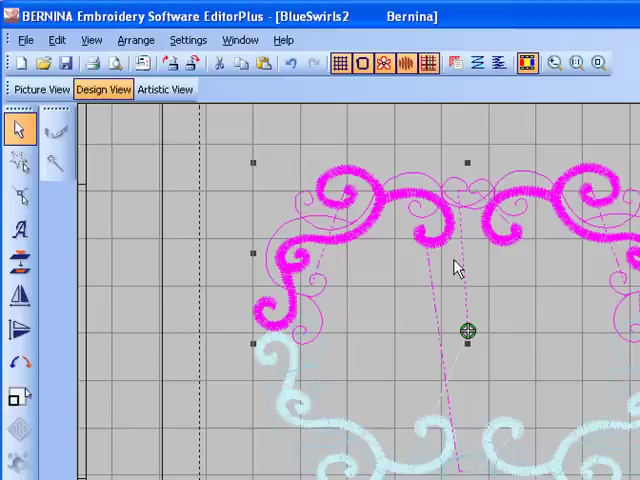 BERNINA Embroidery Software EditorPlus - [BlueSwirls2 Bernina]
File Edit View Arrange Settings Window Help
Picture View Design View Artistic View
A